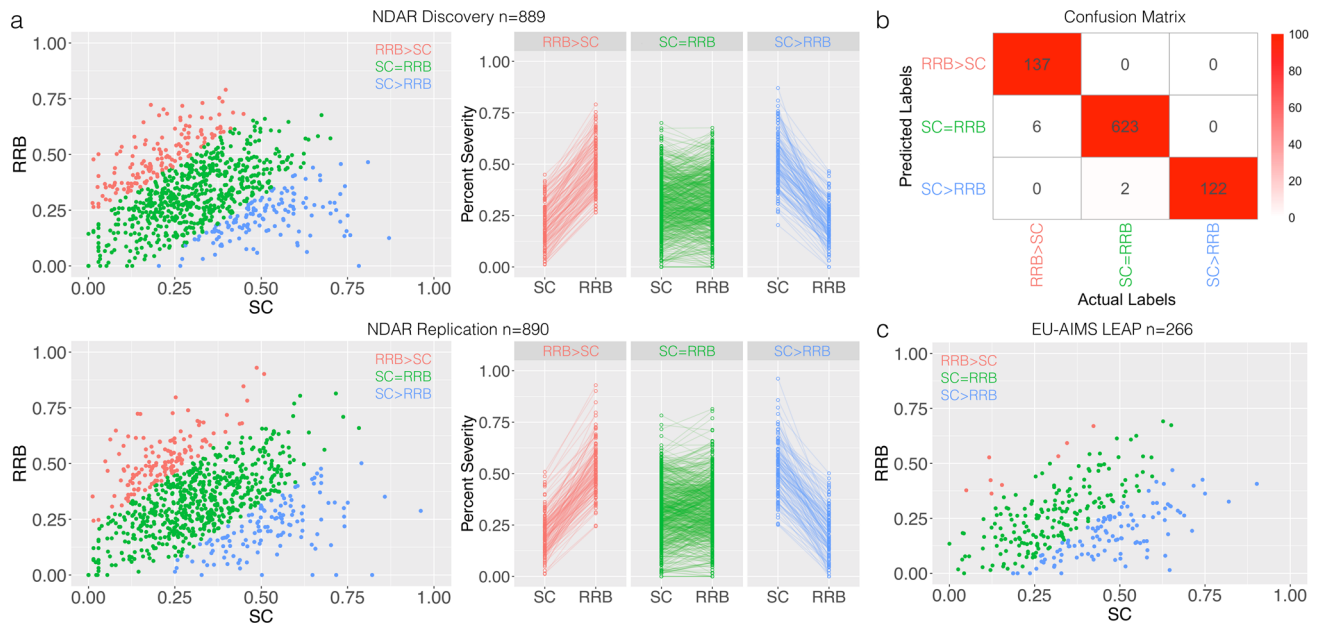 a
NDAR Discovery n=889
1.00
0.75
0.50
0.25
0.00
RRB
RRB>SC
SC=RRB
SC>RRB
0.00 0.25 0.50 0.75 1.00
SC
RRB>SC SC=RRB SC>RRB
Percent Severity
1.00
0.75
0.50
0.25
0.00
SC RRB SC RRB SC RRB
b
Confusion Matrix
Predicted Labels
RRB>SC 137 0 0
SC=RRB 6 623 0
SC>RRB 0 2 122
RRB>SC SC=RRB SC>RRB
Actual Labels
100
80
60
40
20
0
NDAR Replication n=890
1.00
0.75
0.50
0.25
0.00
RRB
RRB>SC
SC=RRB
SC>RRB
0.00 0.25 0.50 0.75 1.00
SC
RRB>SC SC=RRB SC>RRB
Percent Severity
1.00
0.75
0.50
0.25
0.00
SC RRB SC RRB SC RRB
c
EU-AIMS LEAP n=266
1.00
0.75
0.50
0.25
0.00
RRB
RRB>SC
SC=RRB
SC>RRB
0.00 0.25 0.50 0.75 1.00
SC